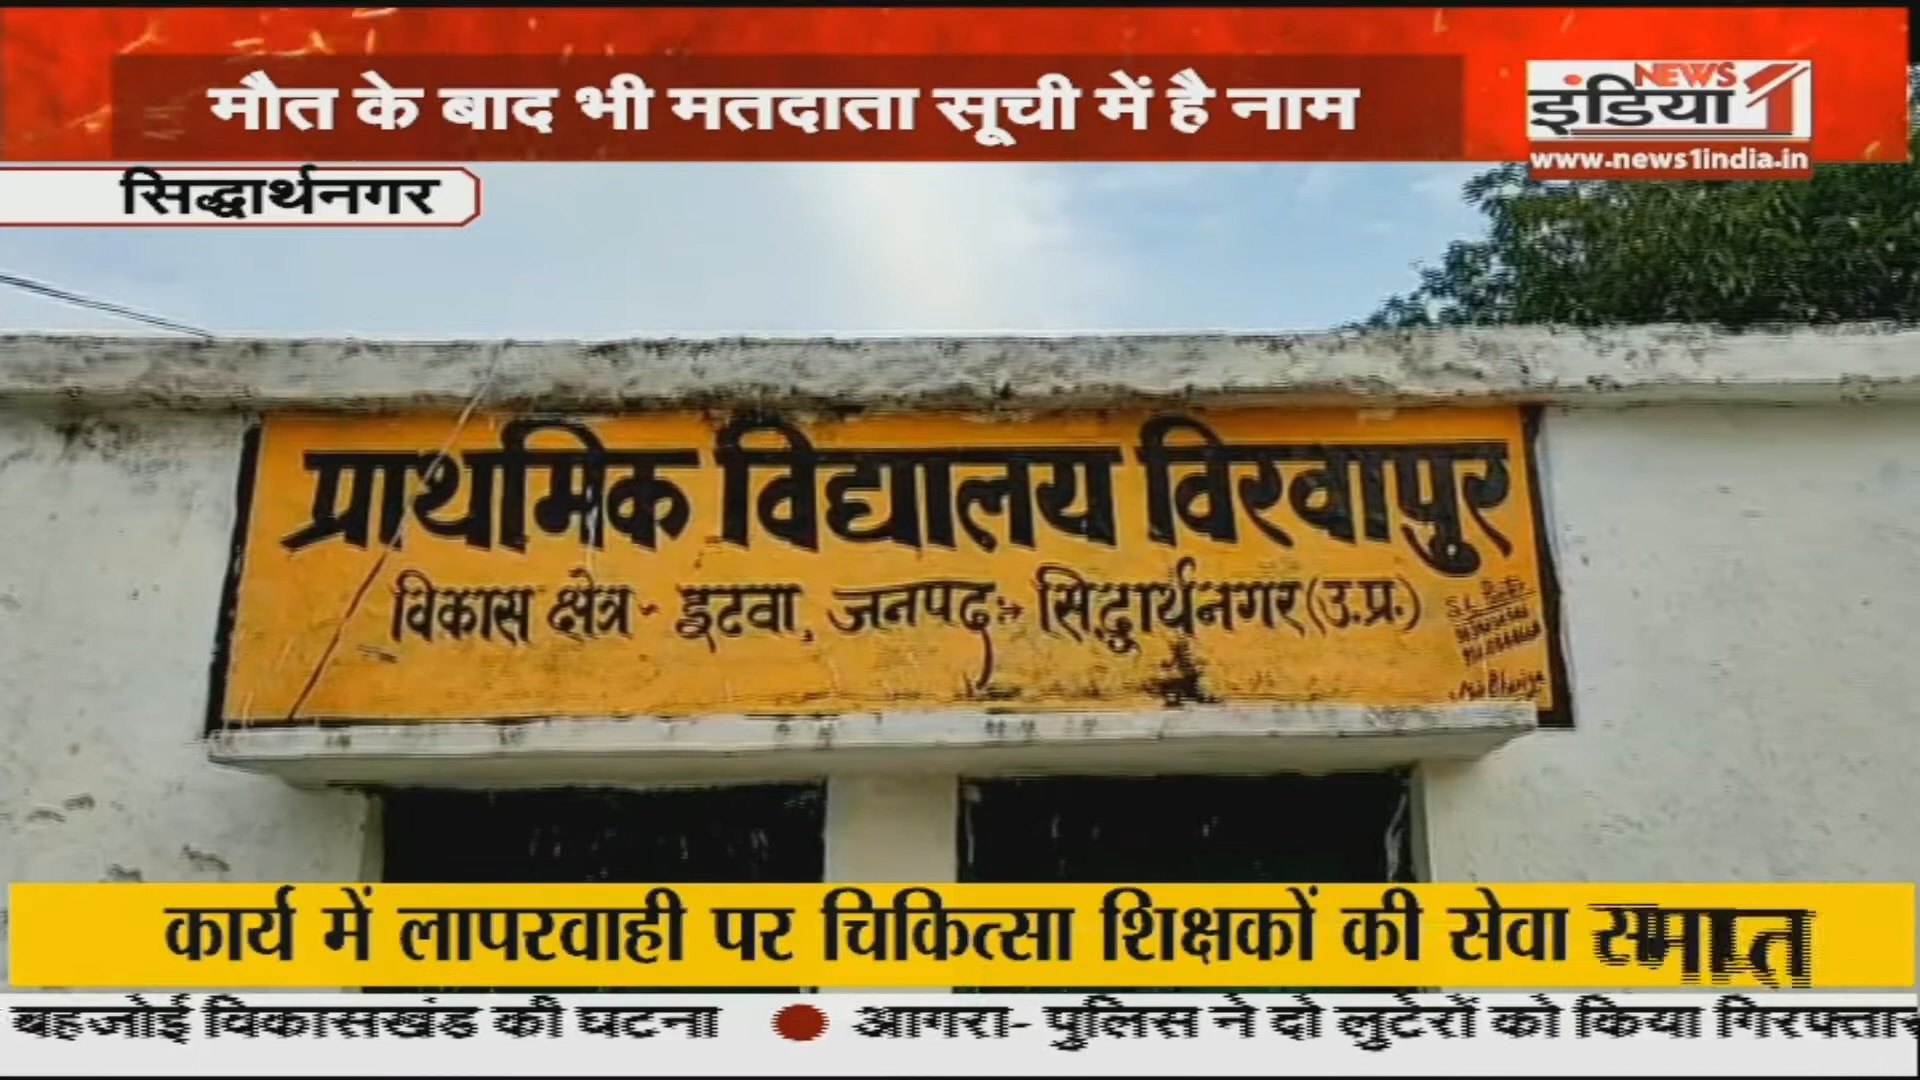 मौत के बाद भी मतदाता सूची में है नाम
NEWS
इंडिया 1
www.news1india.in
सिद्धार्थनगर
प्राथमिक विद्यालय विरवापुर
विकास क्षेत्र- इटवा, जनपद:- सिद्धार्थनगर(उ.प्र.)
कार्य में लापरवाही पर चिकित्सा शिक्षकों की सेवा समाप्त
बहजोई विकासखंड की घटना ● आगरा- पुलिस ने दो लुटेरों को किया गिरफ्तार